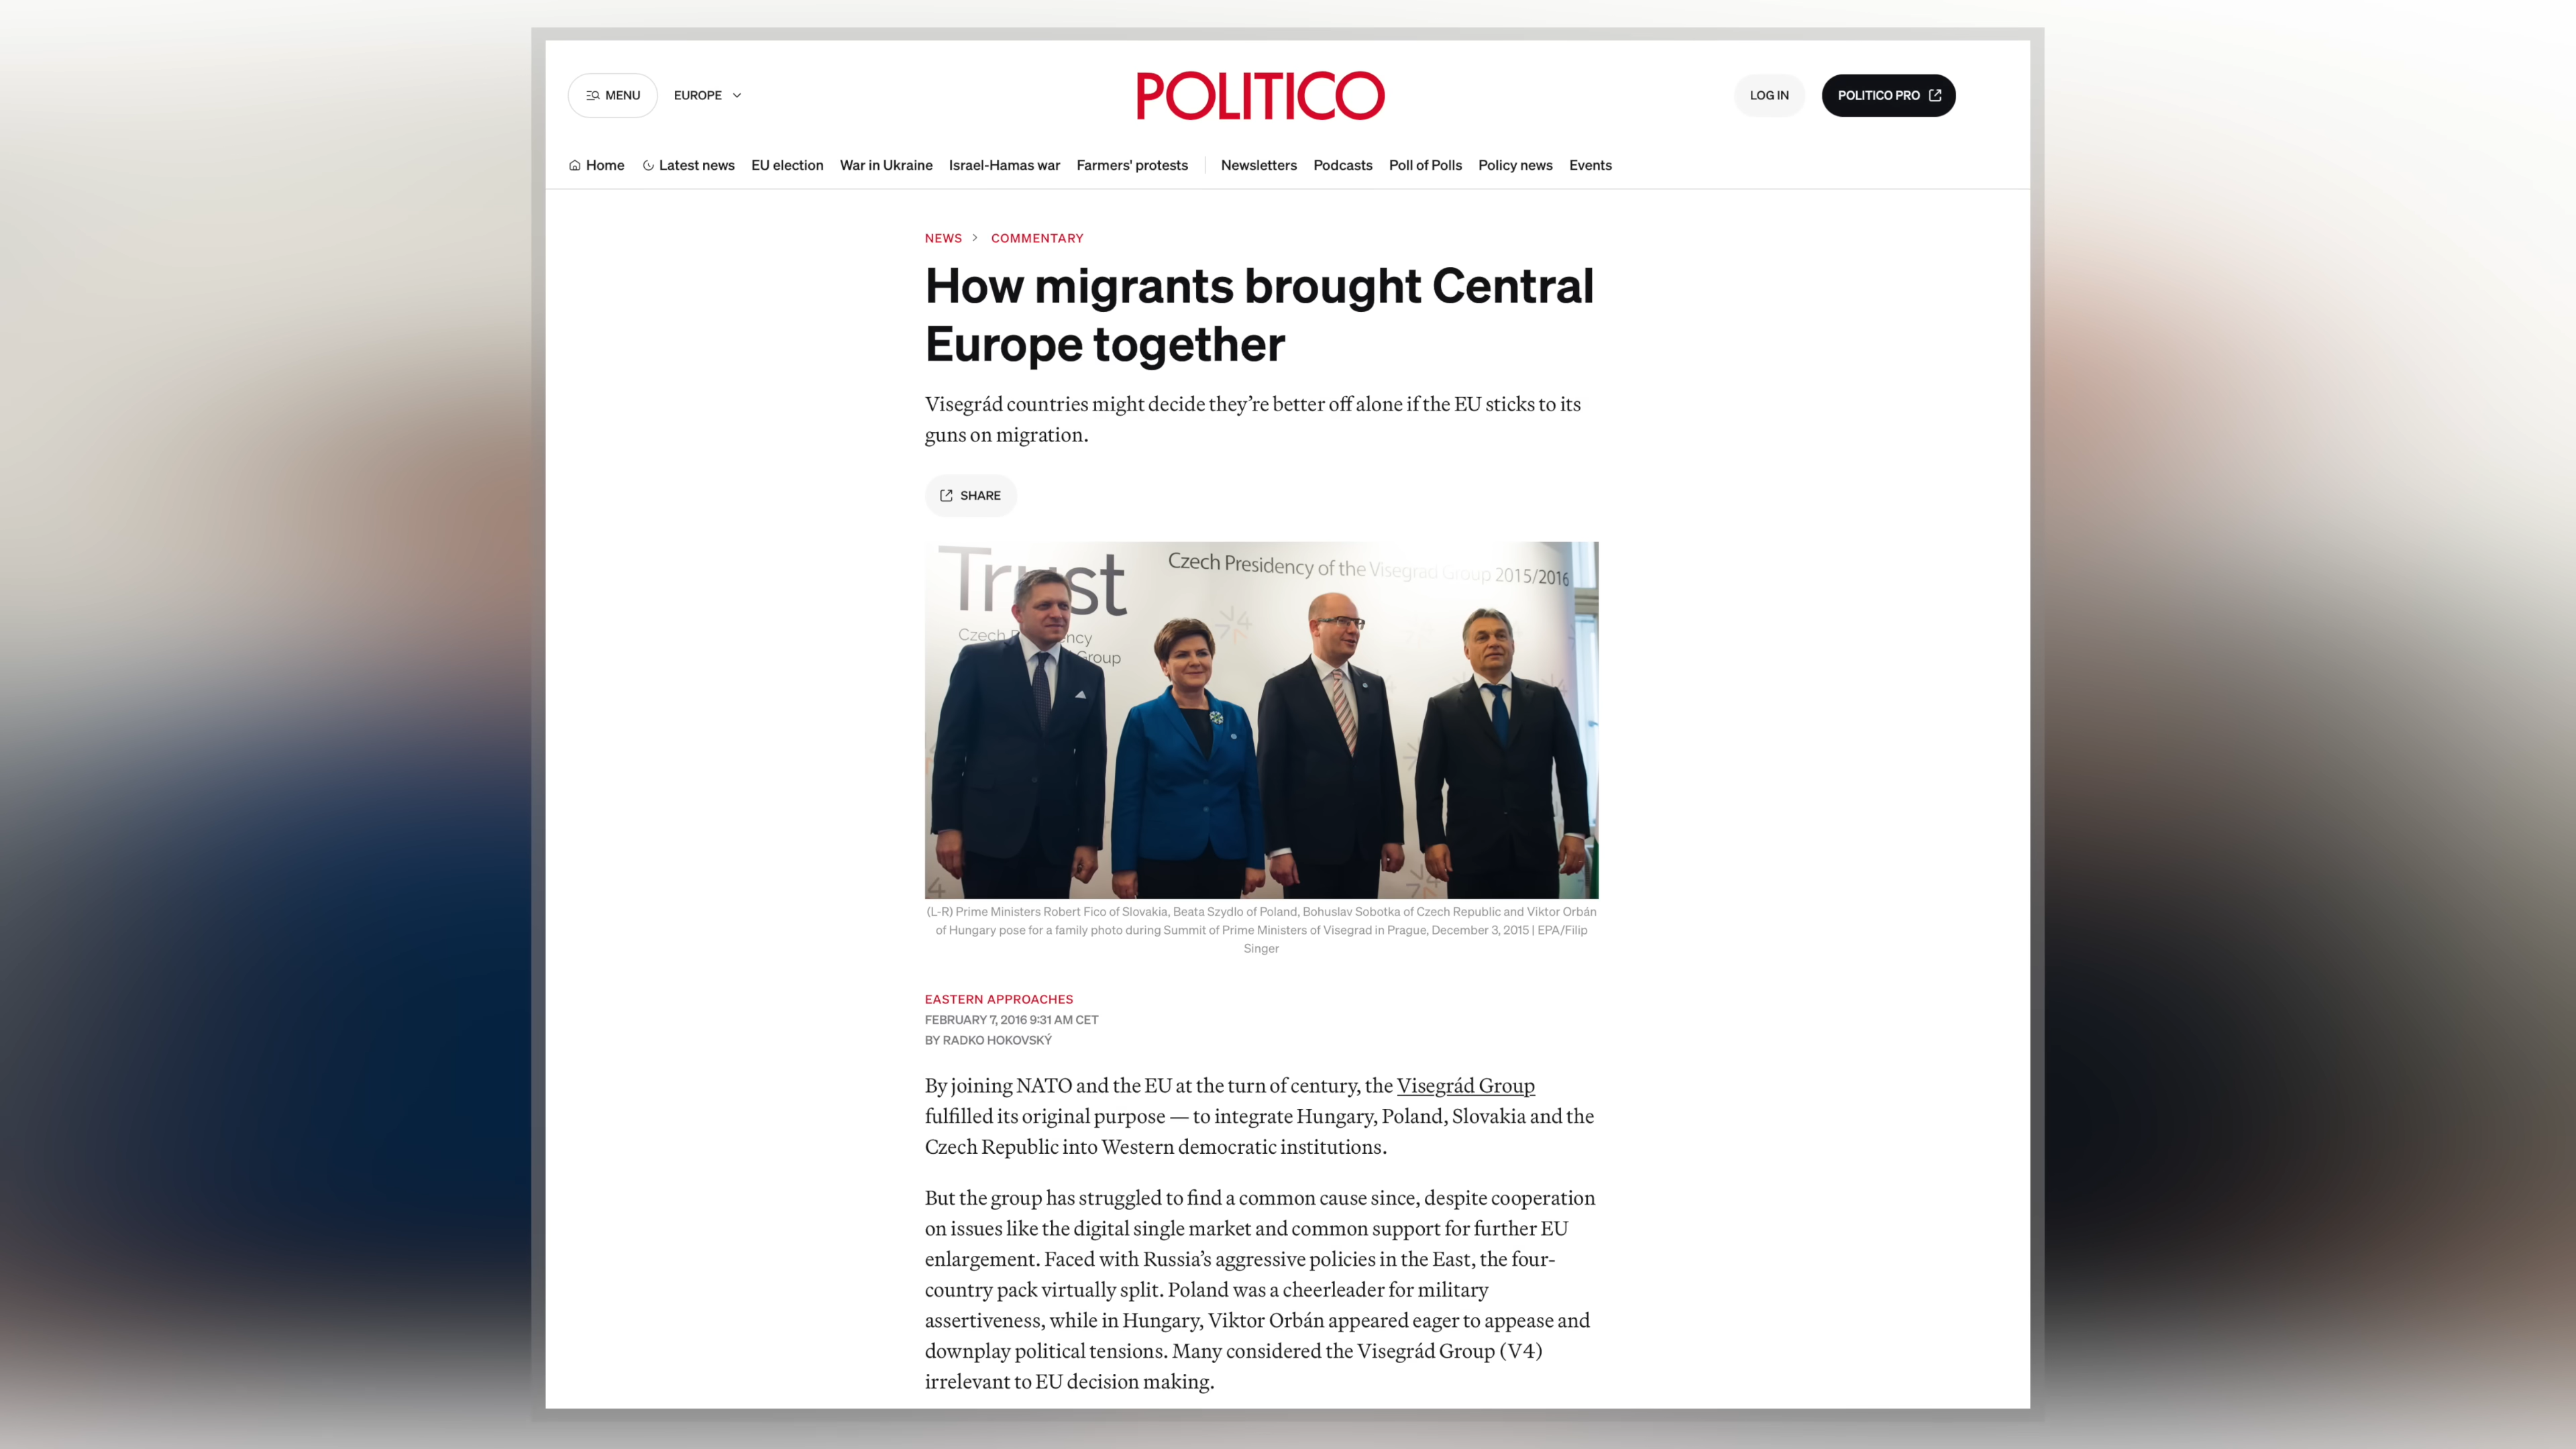 MENU
EUROPE
POLITICO
LOG IN
POLITICO PRO
Home
Latest news
EU election
War in Ukraine
Israel-Hamas war
Farmers' protests
Newsletters
Podcasts
Poll of Polls
Policy news
Events
NEWS > COMMENTARY
How migrants brought Central
Europe together
Visegrád countries might decide they’re better off alone if the EU sticks to its
guns on migration.
SHARE
Czech Presidency of the Visegrad Group 2015/2016
Czech
Group
(L-R) Prime Ministers Robert Fico of Slovakia, Beata Szydlo of Poland, Bohuslav Sobotka of Czech Republic and Viktor Orbán
of Hungary pose for a family photo during Summit of Prime Ministers of Visegrad in Prague, December 3, 2015 | EPA/Filip
Singer
EASTERN APPROACHES
FEBRUARY 7, 2016 9:31 AM CET
BY RADKO HOKOVSKÝ
By joining NATO and the EU at the turn of century, the Visegrád Group
fulfilled its original purpose — to integrate Hungary, Poland, Slovakia and the
Czech Republic into Western democratic institutions.
But the group has struggled to find a common cause since, despite cooperation
on issues like the digital single market and common support for further EU
enlargement. Faced with Russia’s aggressive policies in the East, the four-
country pack virtually split. Poland was a cheerleader for military
assertiveness, while in Hungary, Viktor Orbán appeared eager to appease and
downplay political tensions. Many considered the Visegrád Group (V4)
irrelevant to EU decision making.